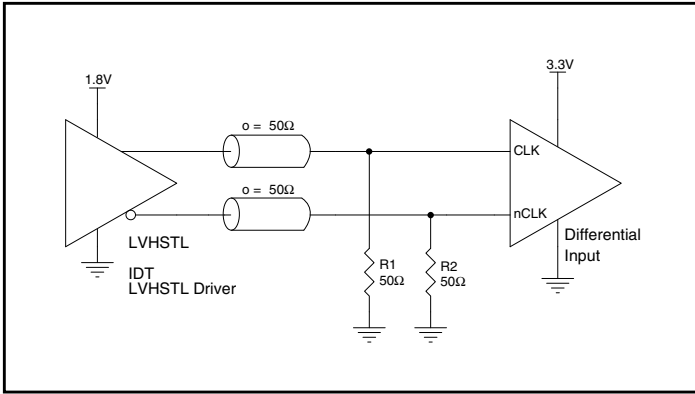 1.8V
3.3V
o = 50Ω
CLK
o = 50Ω
nCLK
LVHSTL
IDT
LVHSTL Driver
R1
50Ω
R2
50Ω
Differential
Input